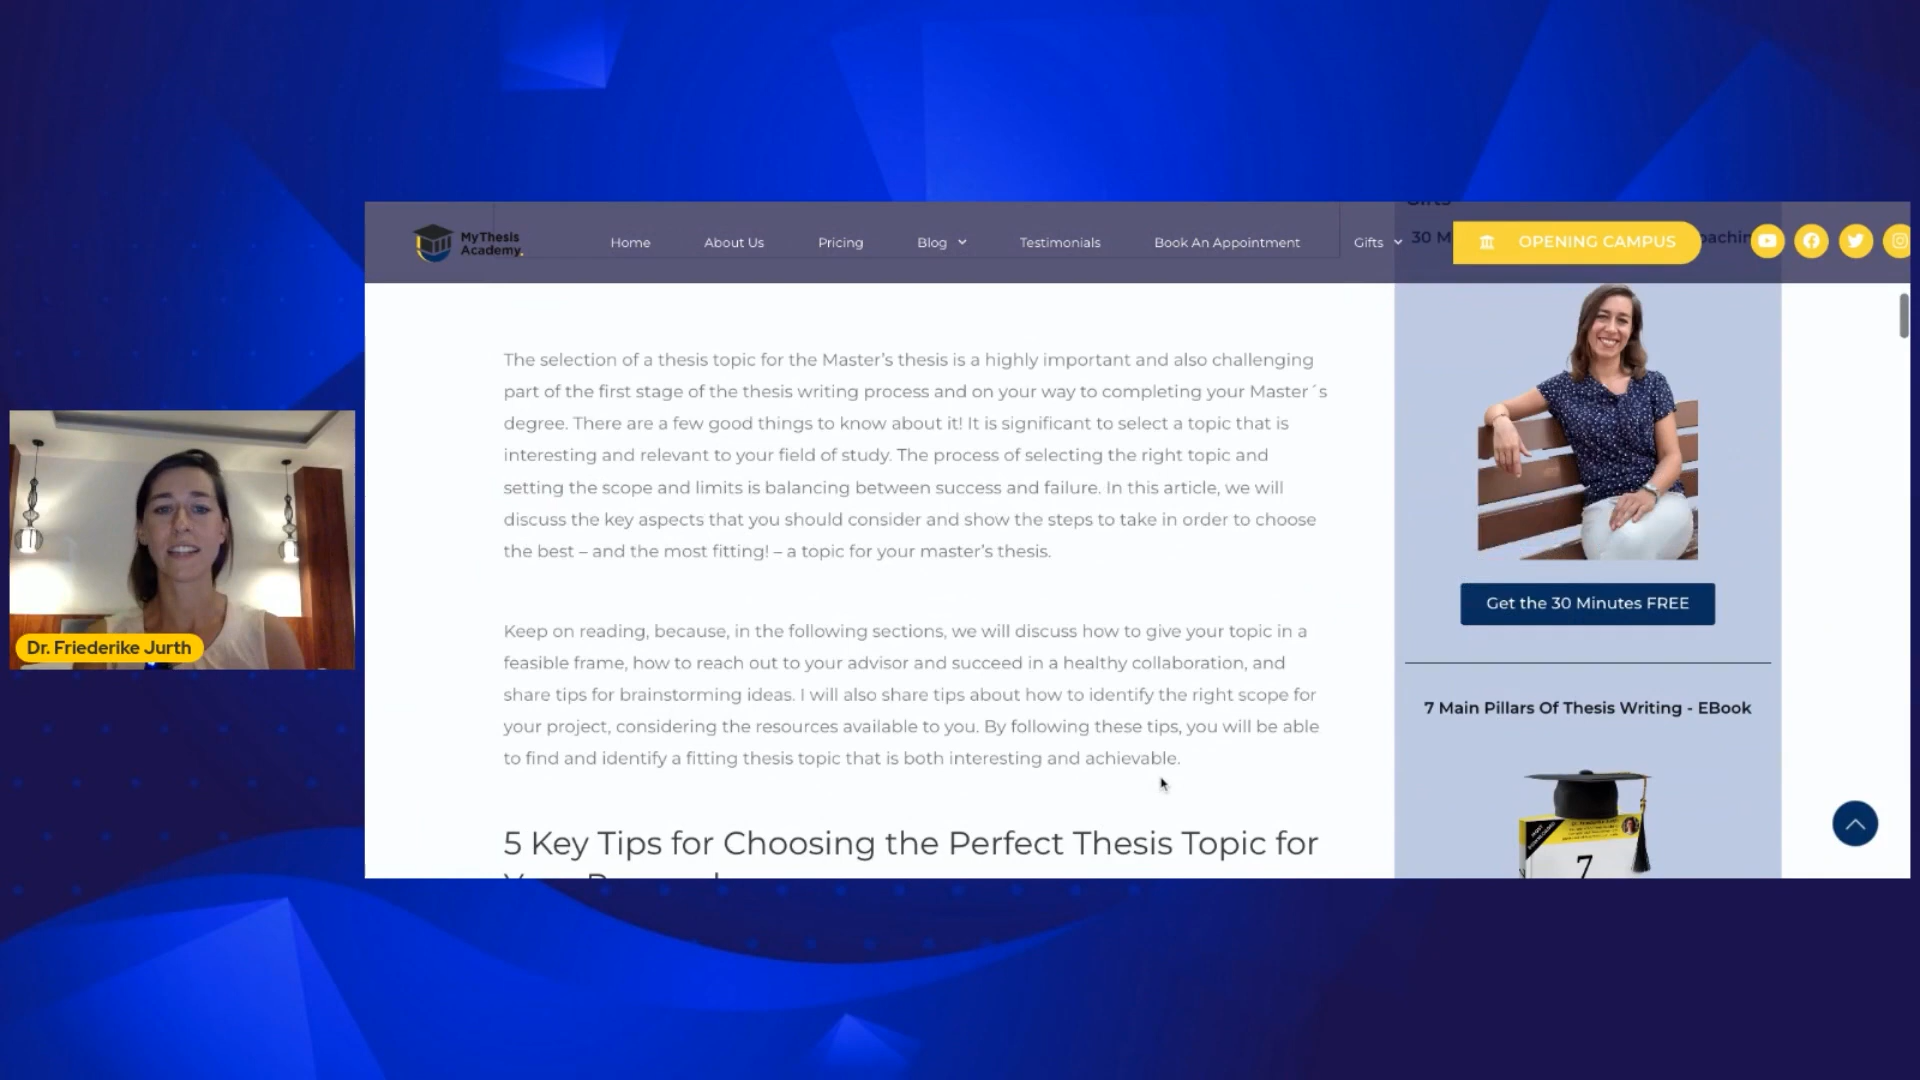 Gifts
MyThesis
Academy.
Home
About Us
Pricing
Blog
Testimonials
Book An Appointment
Gifts
30 M
OPENING CAMPUS
The selection of a thesis topic for the Master’s thesis is a highly important and also challenging
part of the first stage of the thesis writing process and on your way to completing your Master´s
degree. There are a few good things to know about it! It is significant to select a topic that is
interesting and relevant to your field of study. The process of selecting the right topic and
setting the scope and limits is balancing between success and failure. In this article, we will
discuss the key aspects that you should consider and show the steps to take in order to choose
the best – and the most fitting! – a topic for your master’s thesis.
Keep on reading, because, in the following sections, we will discuss how to give your topic in a
feasible frame, how to reach out to your advisor and succeed in a healthy collaboration, and
share tips for brainstorming ideas. I will also share tips about how to identify the right scope for
your project, considering the resources available to you. By following these tips, you will be able
to find and identify a fitting thesis topic that is both interesting and achievable.
5 Key Tips for Choosing the Perfect Thesis Topic for
Get the 30 Minutes FREE
7 Main Pillars Of Thesis Writing - EBook
7
Dr. Friederike Jurth